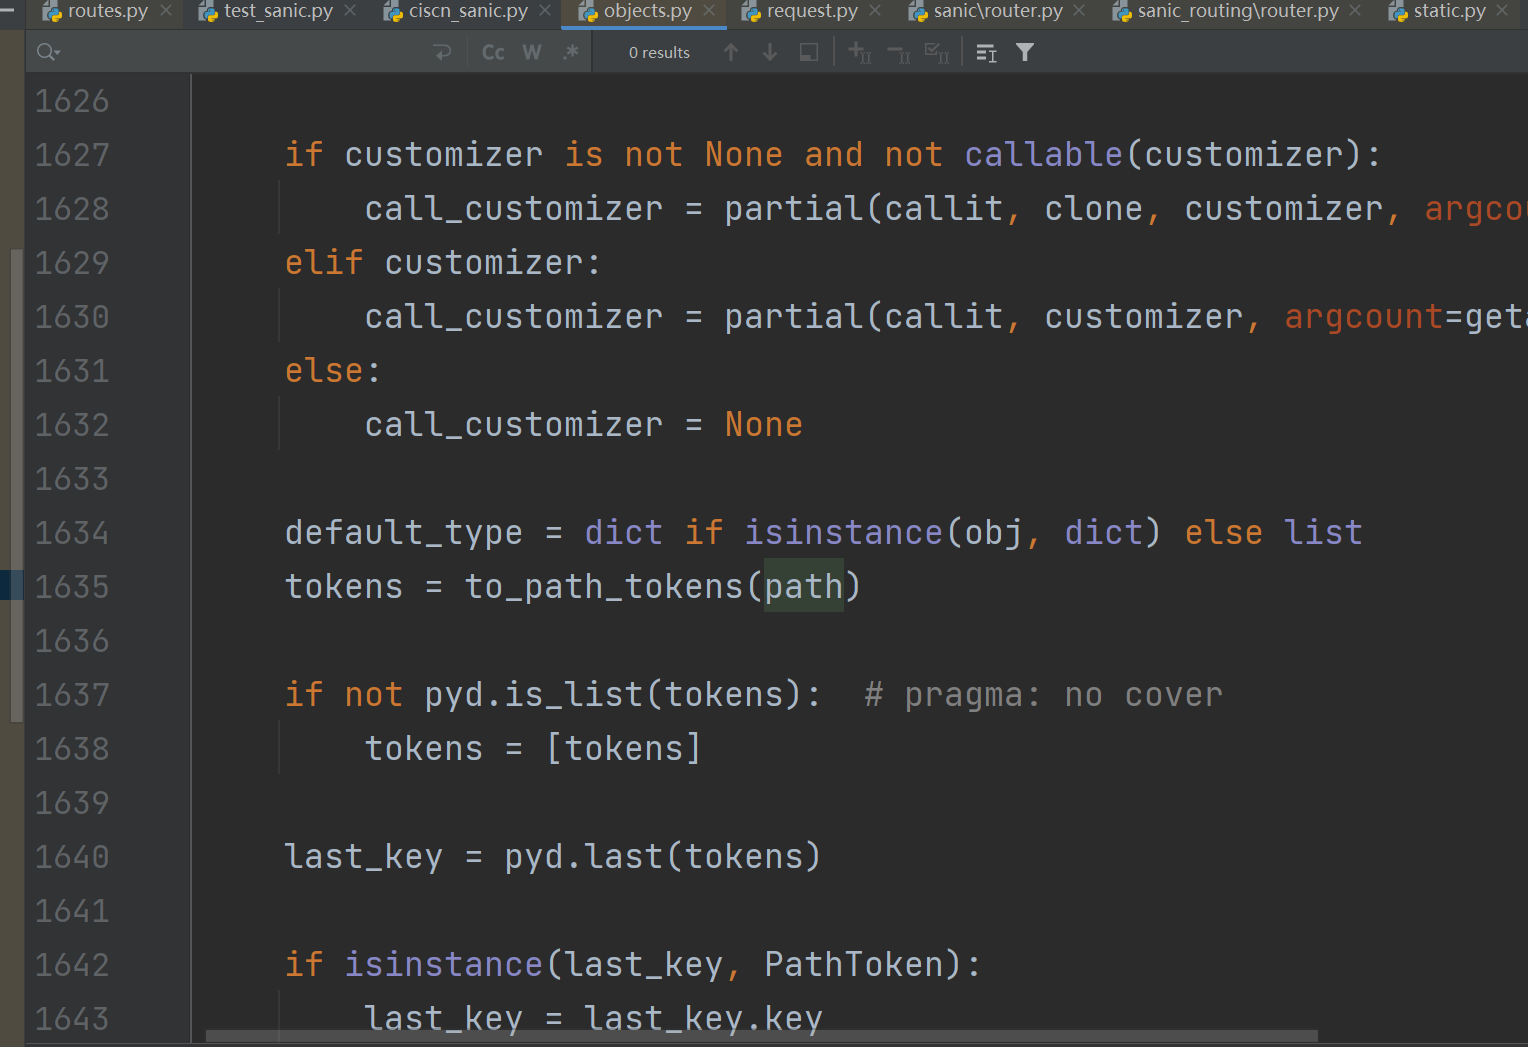 routes.py test_sanic.py ciscn_sanic.py objects.py request.py sanic\router.py sanic_routing\router.py static.py
Cc W .* 0 results
1626
1627 if customizer is not None and not callable(customizer):
1628 call_customizer = partial(callit, clone, customizer, argcou
1629 elif customizer:
1630 call_customizer = partial(callit, customizer, argcount=geta
1631 else:
1632 call_customizer = None
1633
1634 default_type = dict if isinstance(obj, dict) else list
1635 tokens = to_path_tokens(path)
1636
1637 if not pyd.is_list(tokens): # pragma: no cover
1638 tokens = [tokens]
1639
1640 last_key = pyd.last(tokens)
1641
1642 if isinstance(last_key, PathToken):
1643 last_key = last_key.key